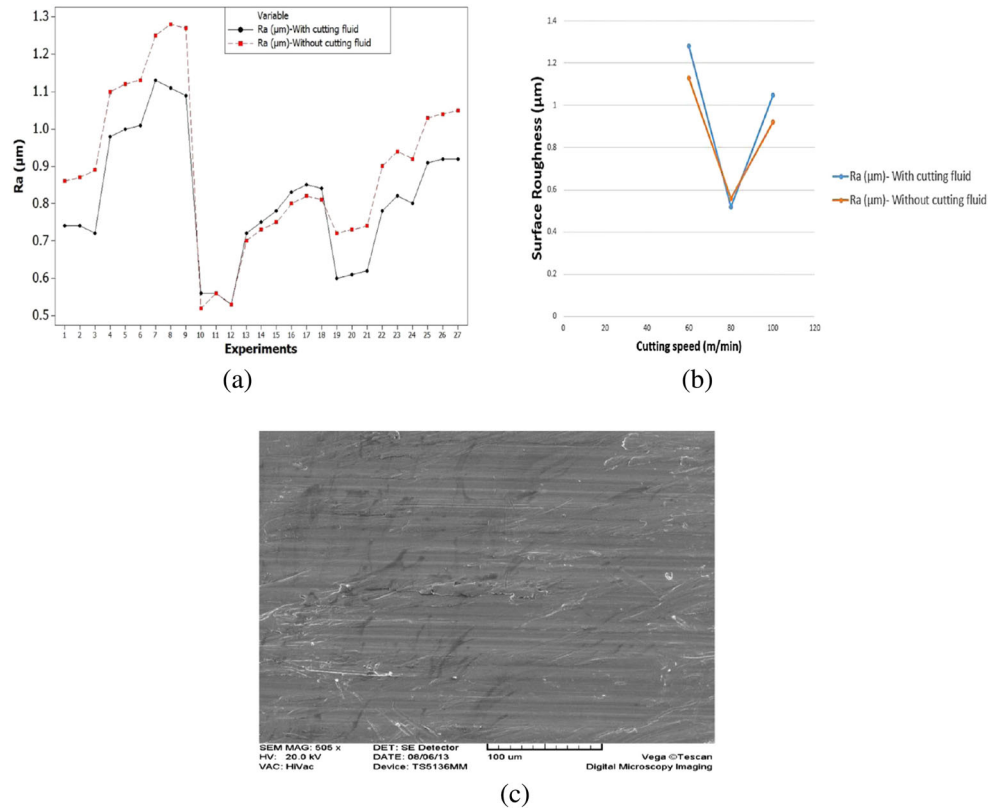 Variable
Ra (µm)-With cutting fluid
Ra (µm)-Without cutting fluid
Ra (µm)
1.3
1.2
1.1
1.0
0.9
0.8
0.7
0.6
0.5
1 2 3 4 5 6 7 8 9 10 11 12 13 14 15 16 17 18 19 20 21 22 23 24 25 26 27
Experiments
(a)
Surface Roughness (µm)
1.4
1.2
1
0.8
0.6
0.4
0.2
0
0 20 40 60 80 100 120
Cutting speed (m/min)
Ra (µm)- With cutting fluid
Ra (µm)- Without cutting fluid
(b)
SEM MAG: 505 x DET: SE Detector
HV: 20.0 kV DATE: 06/06/13 100 um Vega ©Tescan
VAC: HiVac Device: TS5136MM Digital Microscopy Imaging
(c)